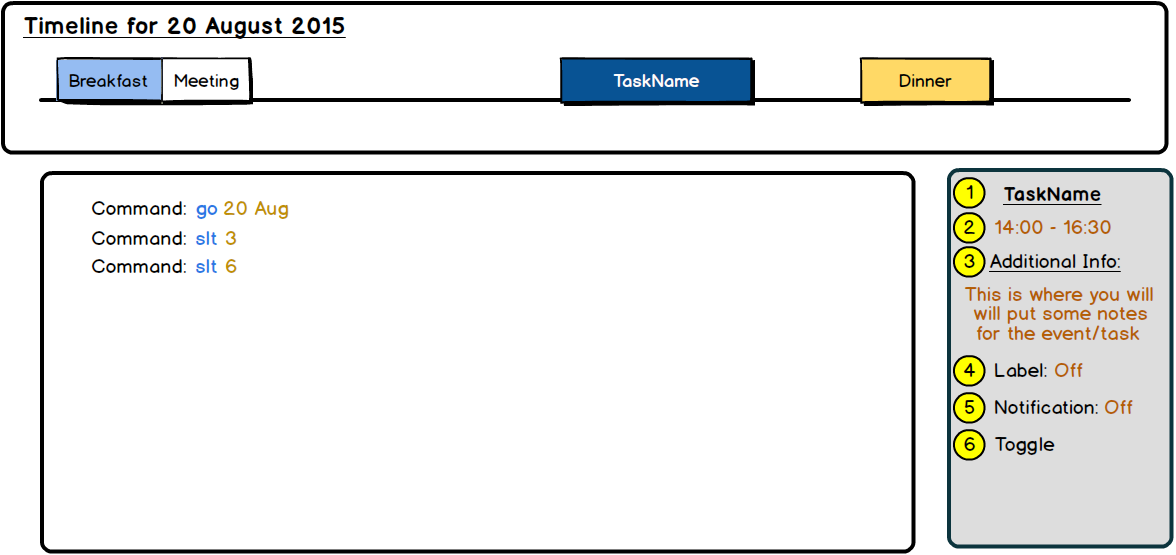 Timeline for 20 August 2015
Breakfast Meeting TaskName Dinner
Command: go 20 Aug
Command: slt 3
Command: slt 6
1 TaskName
2 14:00 - 16:30
3 Additional Info:
This is where you will
will put some notes
for the event/task
4 Label: Off
5 Notification: Off
6 Toggle